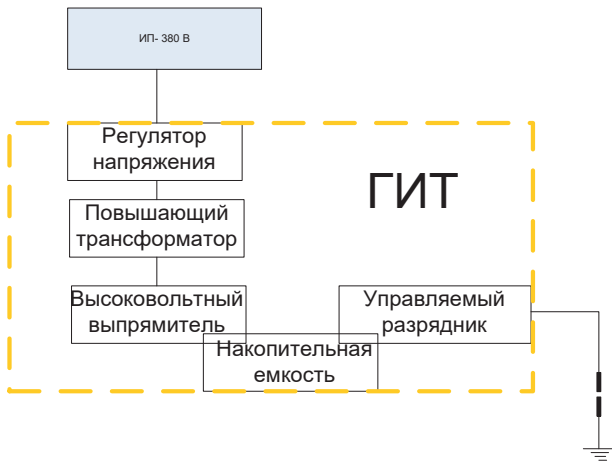 ИП- 380 В
Регулятор
напряжения
ГИТ
Повышающий
трансформатор
Высоковольтный
выпрямитель
Управляемый
разрядник
Накопительная
емкость